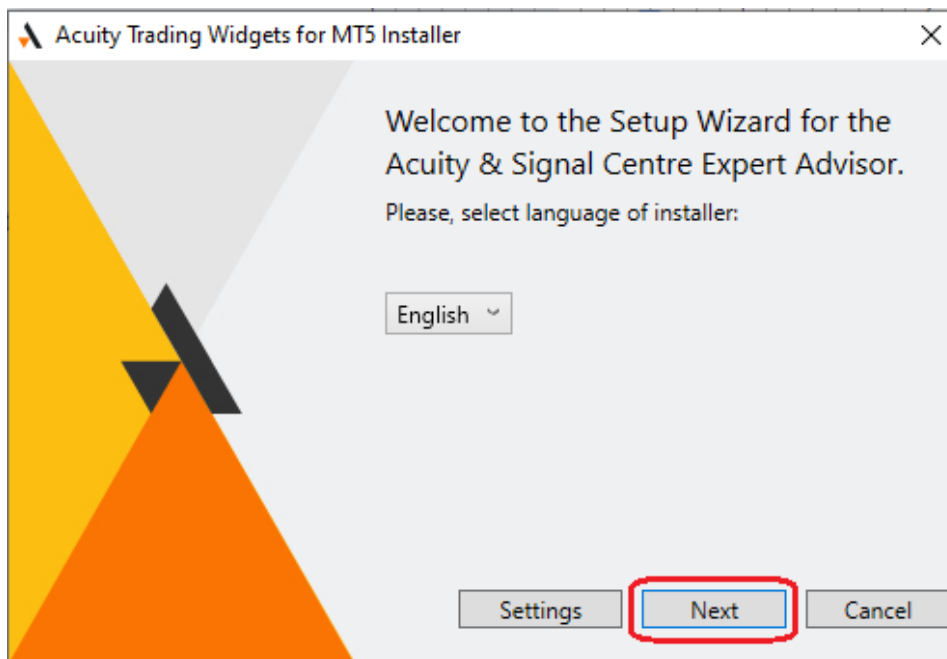 Acuity Trading Widgets for MT5 Installer
Welcome to the Setup Wizard for the
Acuity & Signal Centre Expert Advisor.
Please, select language of installer:
English
Settings Next Cancel